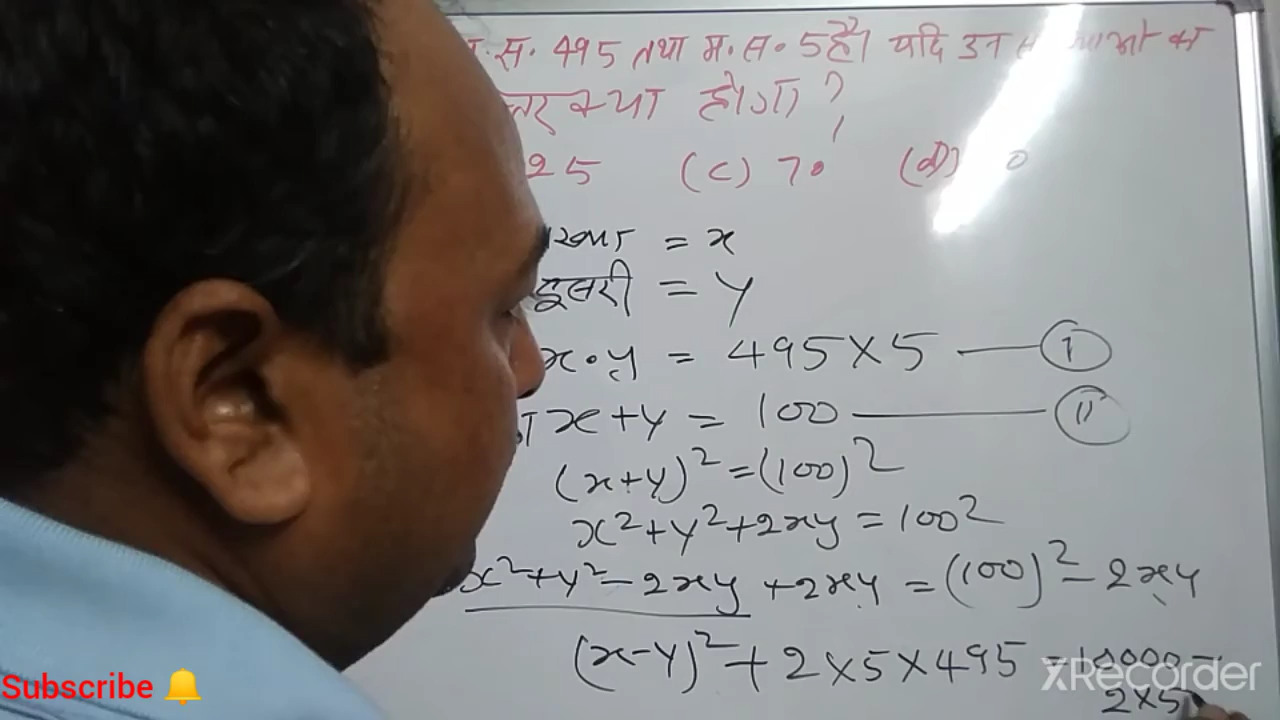 स. 495 तथा म.स. 5 है। यदि उन
क्या होगा ?
25 (c) 70 (d) 0
= x
दूसरी = y
x.y = 495×5 — I
x+y = 100 — II
(x+y)² = (100)²
x²+y²+2xy = 100²
x²+y²-2xy +2xy = (100)² - 2xy
(x-y)² + 2×5×495 = 10000 -
2×5
XRecorder
Subscribe